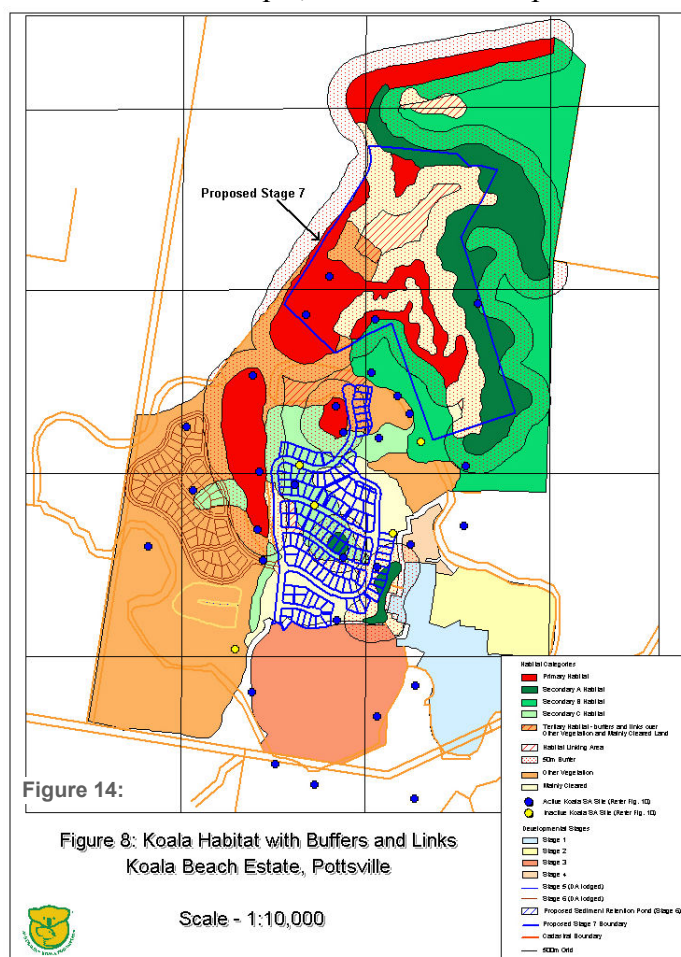 Proposed Stage 7
Habitat Categories
Primary Habitat
Secondary A Habitat
Secondary B Habitat
Secondary C Habitat
Tertiary Habitat - buffers and links over
Other Vegetation and Mainly Cleared Land
Habitat Linking Area
50m Buffer
Other Vegetation
Mainly Cleared
Active Koala SA Site (Refer Fig. 10)
Inactive Koala SA Site (Refer Fig. 10)
Developmental Stages
Stage 1
Stage 2
Stage 3
Stage 4
Stage 5 (DA lodged)
Stage 6 (DA lodged)
Proposed Sediment Retention Pond (Stage 6)
Proposed Stage 7 Boundary
Cadastral Boundary
500m Grid
Figure 14:
Figure 8: Koala Habitat with Buffers and Links
Koala Beach Estate, Pottsville
Scale - 1:10,000